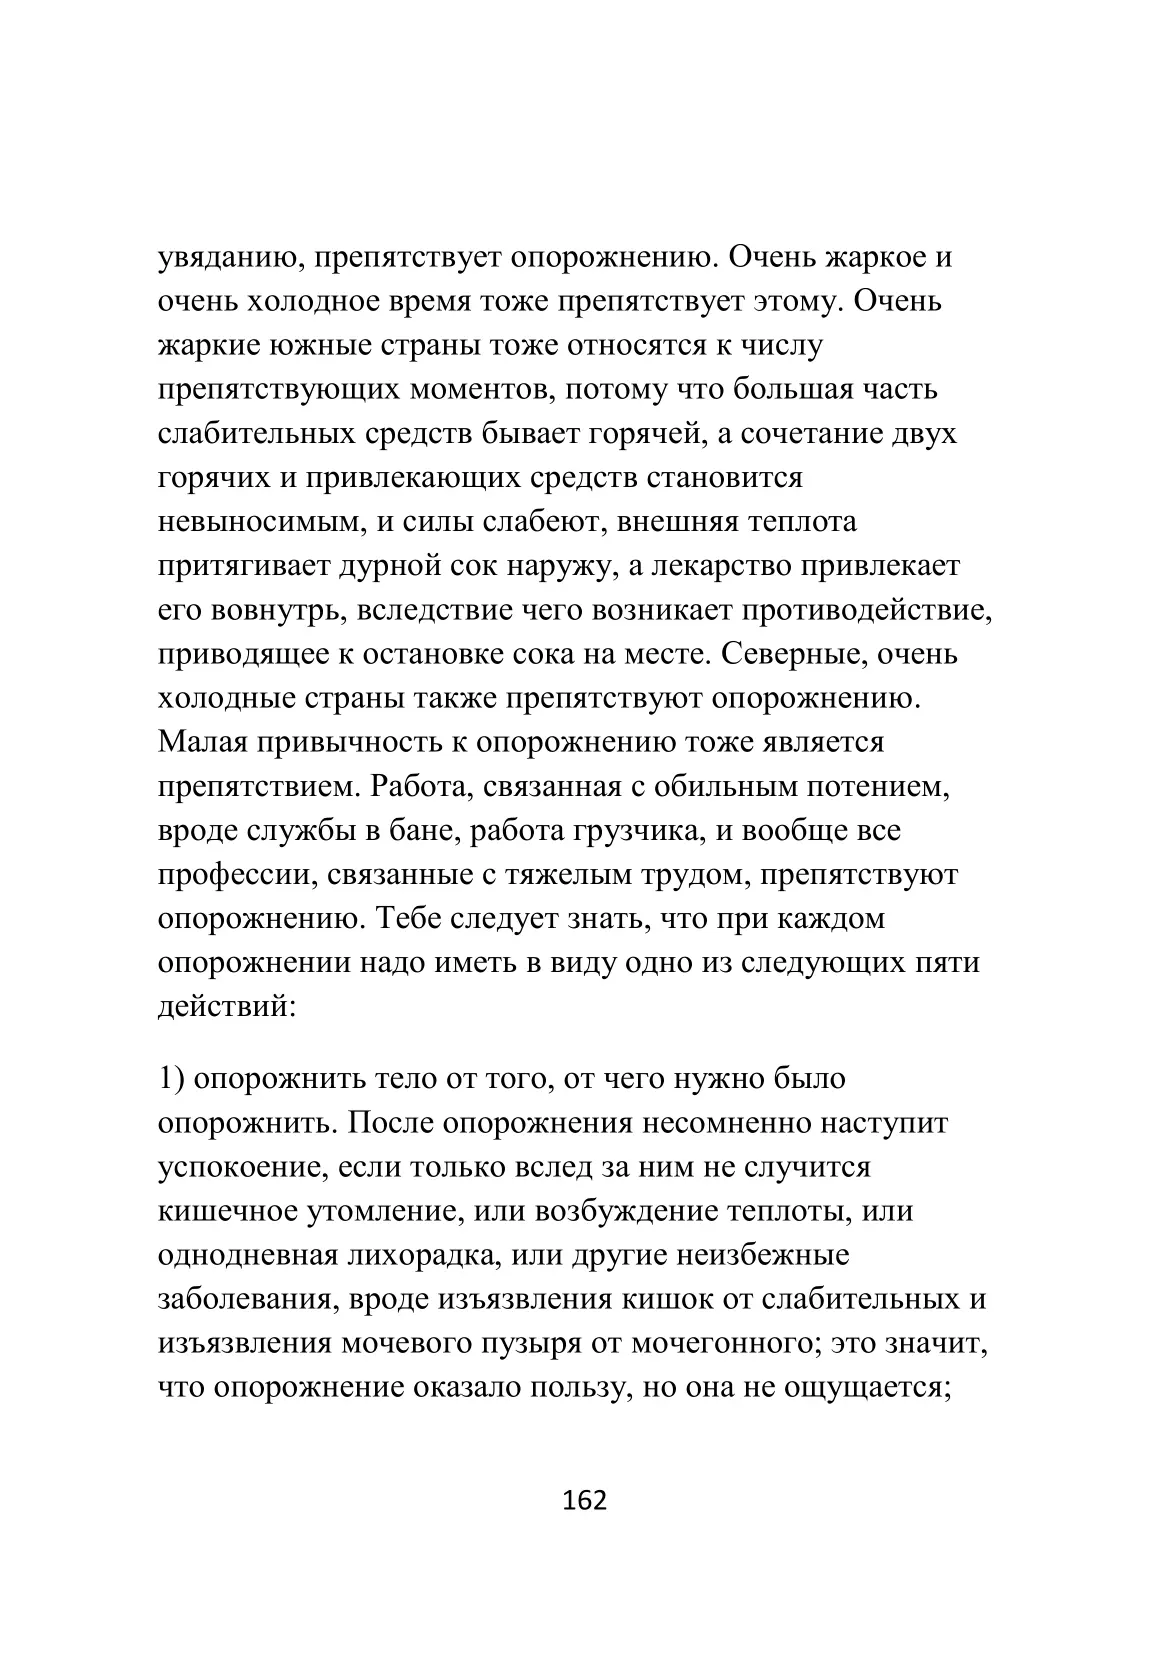 увяданию, препятствует опорожнению. Очень жаркое и
очень холодное время тоже препятствует этому. Очень
жаркие южные страны тоже относятся к числу
препятствующих моментов, потому что большая часть
слабительных средств бывает горячей, а сочетание двух
горячих и привлекающих средств становится
невыносимым, и силы слабеют, внешняя теплота
притягивает дурной сок наружу, а лекарство привлекает
его вовнутрь, вследствие чего возникает противодействие,
приводящее к остановке сока на месте. Северные, очень
холодные страны также препятствуют опорожнению.
Малая привычность к опорожнению тоже является
препятствием. Работа, связанная с обильным потением,
вроде службы в бане, работа грузчика, и вообще все
профессии, связанные с тяжелым трудом, препятствуют
опорожнению. Тебе следует знать, что при каждом
опорожнении надо иметь в виду одно из следующих пяти
действий:
1) опорожнить тело от того, от чего нужно было
опорожнить. После опорожнения несомненно наступит
успокоение, если только вслед за ним не случится
кишечное утомление, или возбуждение теплоты, или
однодневная лихорадка, или другие неизбежные
заболевания, вроде изъязвления кишок от слабительных и
изъязвления мочевого пузыря от мочегонного; это значит,
что опорожнение оказало пользу, но она не ощущается;
162